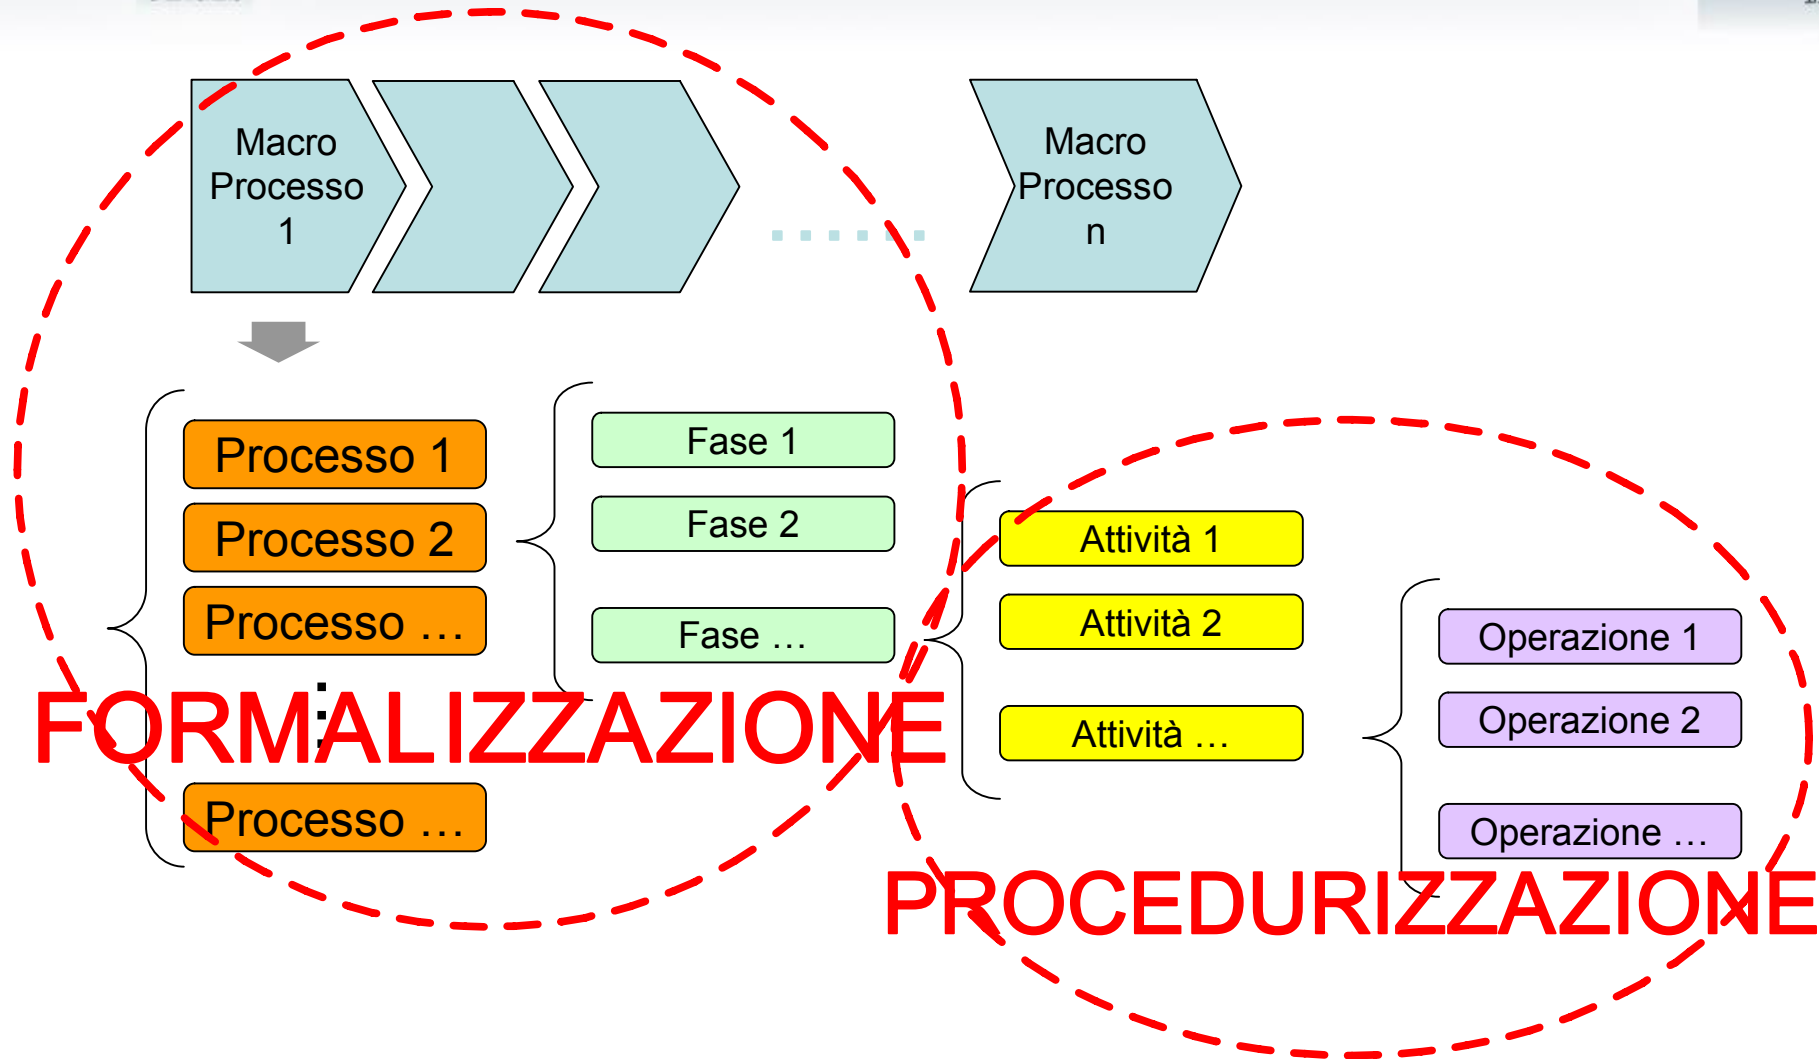 Macro
Processo
1
Macro
Processo
n
Processo 1
Processo 2
Processo …
Processo …
Fase 1
Fase 2
Fase …
Attività 1
Attività 2
Attività …
Operazione 1
Operazione 2
Operazione …
FORMALIZZAZIONE
PROCEDURIZZAZIONE